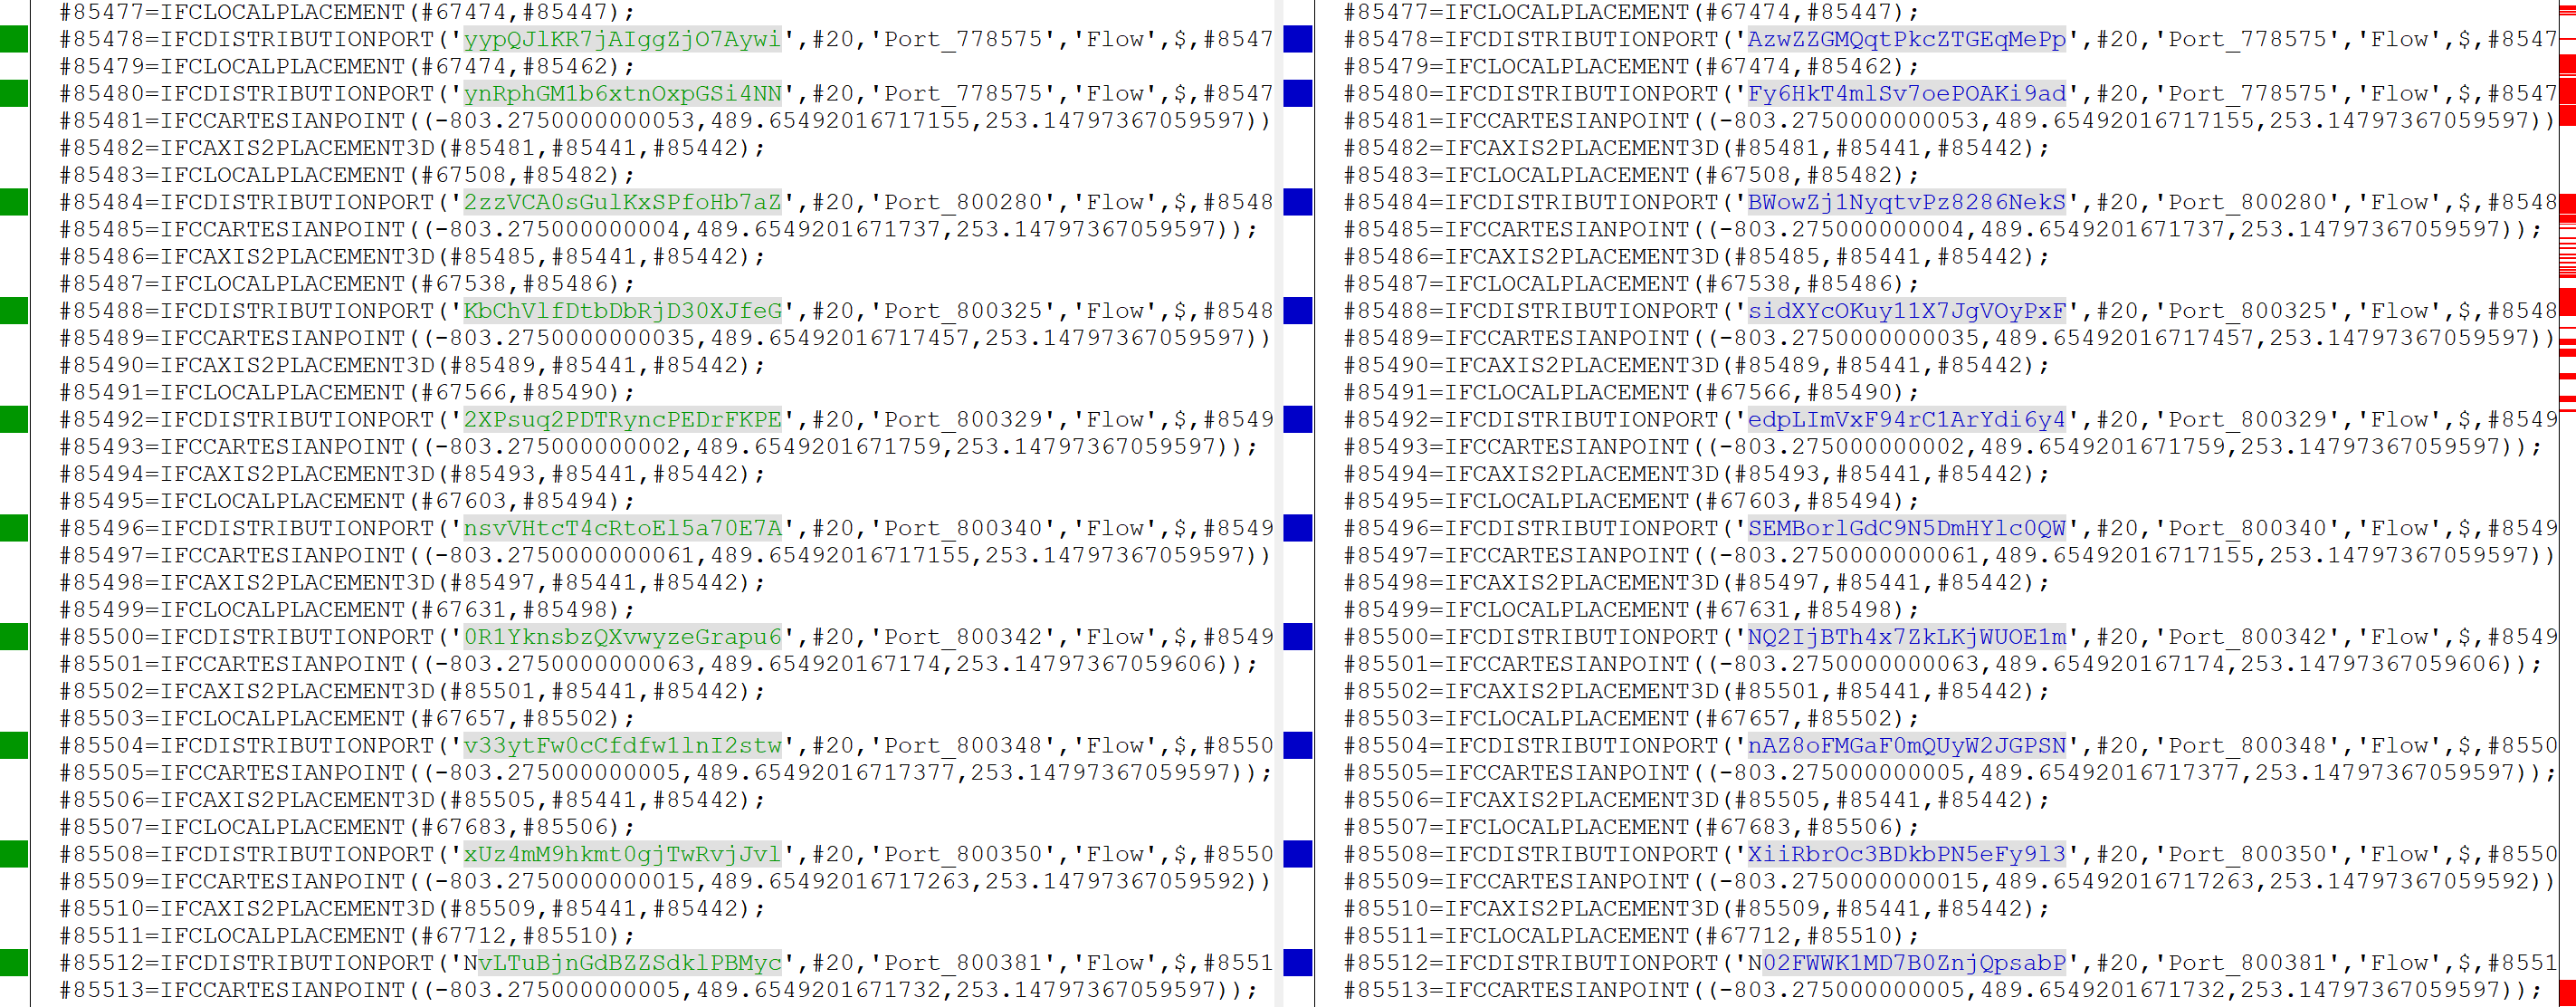 #85477=IFCLOCALPLACEMENT(#67474,#85447);
#85478=IFCDISTRIBUTIONPORT('yypQJlKR7jAIggZjO7Aywi',#20,'Port_778575','Flow',$,#8547
#85479=IFCLOCALPLACEMENT(#67474,#85462);
#85480=IFCDISTRIBUTIONPORT('ynRphGM1b6xtnOxpGSi4NN',#20,'Port_778575','Flow',$,#8547
#85481=IFCCARTESIANPOINT((-803.2750000000053,489.65492016717155,253.14797367059597))
#85482=IFCAXIS2PLACEMENT3D(#85481,#85441,#85442);
#85483=IFCLOCALPLACEMENT(#67508,#85482);
#85484=IFCDISTRIBUTIONPORT('2zzVCA0sGulKxSPfoHb7aZ',#20,'Port_800280','Flow',$,#8548
#85485=IFCCARTESIANPOINT((-803.275000000004,489.6549201671737,253.14797367059597));
#85486=IFCAXIS2PLACEMENT3D(#85485,#85441,#85442);
#85487=IFCLOCALPLACEMENT(#67538,#85486);
#85488=IFCDISTRIBUTIONPORT('KbChVlfDtbDbRjD30XJfeG',#20,'Port_800325','Flow',$,#8548
#85489=IFCCARTESIANPOINT((-803.2750000000035,489.65492016717457,253.14797367059597))
#85490=IFCAXIS2PLACEMENT3D(#85489,#85441,#85442);
#85491=IFCLOCALPLACEMENT(#67566,#85490);
#85492=IFCDISTRIBUTIONPORT('2XPsuq2PDTRyncPEDrFKPE',#20,'Port_800329','Flow',$,#8549
#85493=IFCCARTESIANPOINT((-803.275000000002,489.6549201671759,253.14797367059597));
#85494=IFCAXIS2PLACEMENT3D(#85493,#85441,#85442);
#85495=IFCLOCALPLACEMENT(#67603,#85494);
#85496=IFCDISTRIBUTIONPORT('nsvVHtcT4cRtoEl5a70E7A',#20,'Port_800340','Flow',$,#8549
#85497=IFCCARTESIANPOINT((-803.2750000000061,489.65492016717155,253.14797367059597))
#85498=IFCAXIS2PLACEMENT3D(#85497,#85441,#85442);
#85499=IFCLOCALPLACEMENT(#67631,#85498);
#85500=IFCDISTRIBUTIONPORT('0R1YknsbzQXvwyzeGrapu6',#20,'Port_800342','Flow',$,#8549
#85501=IFCCARTESIANPOINT((-803.2750000000063,489.654920167174,253.14797367059606));
#85502=IFCAXIS2PLACEMENT3D(#85501,#85441,#85442);
#85503=IFCLOCALPLACEMENT(#67657,#85502);
#85504=IFCDISTRIBUTIONPORT('v33ytFw0cCfdfw1lnI2stw',#20,'Port_800348','Flow',$,#8550
#85505=IFCCARTESIANPOINT((-803.275000000005,489.65492016717377,253.14797367059597));
#85506=IFCAXIS2PLACEMENT3D(#85505,#85441,#85442);
#85507=IFCLOCALPLACEMENT(#67683,#85506);
#85508=IFCDISTRIBUTIONPORT('xUz4mM9hkmt0gjTwRvjJvl',#20,'Port_800350','Flow',$,#8550
#85509=IFCCARTESIANPOINT((-803.2750000000015,489.65492016717263,253.14797367059592))
#85510=IFCAXIS2PLACEMENT3D(#85509,#85441,#85442);
#85511=IFCLOCALPLACEMENT(#67712,#85510);
#85512=IFCDISTRIBUTIONPORT('NvLTuBjnGdBZZSdklPBMyc',#20,'Port_800381','Flow',$,#8551
#85513=IFCCARTESIANPOINT((-803.275000000005,489.6549201671732,253.14797367059597));
#85477=IFCLOCALPLACEMENT(#67474,#85447);
#85478=IFCDISTRIBUTIONPORT('AzwZZGMQqtPkcZTGEqMePp',#20,'Port_778575','Flow',$,#8547
#85479=IFCLOCALPLACEMENT(#67474,#85462);
#85480=IFCDISTRIBUTIONPORT('Fy6HkT4mlSv7oePOAKi9ad',#20,'Port_778575','Flow',$,#8547
#85481=IFCCARTESIANPOINT((-803.2750000000053,489.65492016717155,253.14797367059597))
#85482=IFCAXIS2PLACEMENT3D(#85481,#85441,#85442);
#85483=IFCLOCALPLACEMENT(#67508,#85482);
#85484=IFCDISTRIBUTIONPORT('BWowZj1NyqtvPz8286NekS',#20,'Port_800280','Flow',$,#8548
#85485=IFCCARTESIANPOINT((-803.275000000004,489.6549201671737,253.14797367059597));
#85486=IFCAXIS2PLACEMENT3D(#85485,#85441,#85442);
#85487=IFCLOCALPLACEMENT(#67538,#85486);
#85488=IFCDISTRIBUTIONPORT('sidXYcOKuy11X7JgVOyPxF',#20,'Port_800325','Flow',$,#8548
#85489=IFCCARTESIANPOINT((-803.2750000000035,489.65492016717457,253.14797367059597))
#85490=IFCAXIS2PLACEMENT3D(#85489,#85441,#85442);
#85491=IFCLOCALPLACEMENT(#67566,#85490);
#85492=IFCDISTRIBUTIONPORT('edpLImVxF94rC1ArYdi6y4',#20,'Port_800329','Flow',$,#8549
#85493=IFCCARTESIANPOINT((-803.275000000002,489.6549201671759,253.14797367059597));
#85494=IFCAXIS2PLACEMENT3D(#85493,#85441,#85442);
#85495=IFCLOCALPLACEMENT(#67603,#85494);
#85496=IFCDISTRIBUTIONPORT('SEMBorlGdC9N5DmHYlc0QW',#20,'Port_800340','Flow',$,#8549
#85497=IFCCARTESIANPOINT((-803.2750000000061,489.65492016717155,253.14797367059597))
#85498=IFCAXIS2PLACEMENT3D(#85497,#85441,#85442);
#85499=IFCLOCALPLACEMENT(#67631,#85498);
#85500=IFCDISTRIBUTIONPORT('NQ2IjBTh4x7ZkLKjWUOE1m',#20,'Port_800342','Flow',$,#8549
#85501=IFCCARTESIANPOINT((-803.2750000000063,489.654920167174,253.14797367059606));
#85502=IFCAXIS2PLACEMENT3D(#85501,#85441,#85442);
#85503=IFCLOCALPLACEMENT(#67657,#85502);
#85504=IFCDISTRIBUTIONPORT('nAZ8oFMGaF0mQUyW2JGPSN',#20,'Port_800348','Flow',$,#8550
#85505=IFCCARTESIANPOINT((-803.275000000005,489.65492016717377,253.14797367059597));
#85506=IFCAXIS2PLACEMENT3D(#85505,#85441,#85442);
#85507=IFCLOCALPLACEMENT(#67683,#85506);
#85508=IFCDISTRIBUTIONPORT('XiiRbrOc3BDkbPN5eFy9l3',#20,'Port_800350','Flow',$,#8550
#85509=IFCCARTESIANPOINT((-803.2750000000015,489.65492016717263,253.14797367059592))
#85510=IFCAXIS2PLACEMENT3D(#85509,#85441,#85442);
#85511=IFCLOCALPLACEMENT(#67712,#85510);
#85512=IFCDISTRIBUTIONPORT('N02FWWK1MD7B0ZnjQpsabP',#20,'Port_800381','Flow',$,#8551
#85513=IFCCARTESIANPOINT((-803.275000000005,489.6549201671732,253.14797367059597));